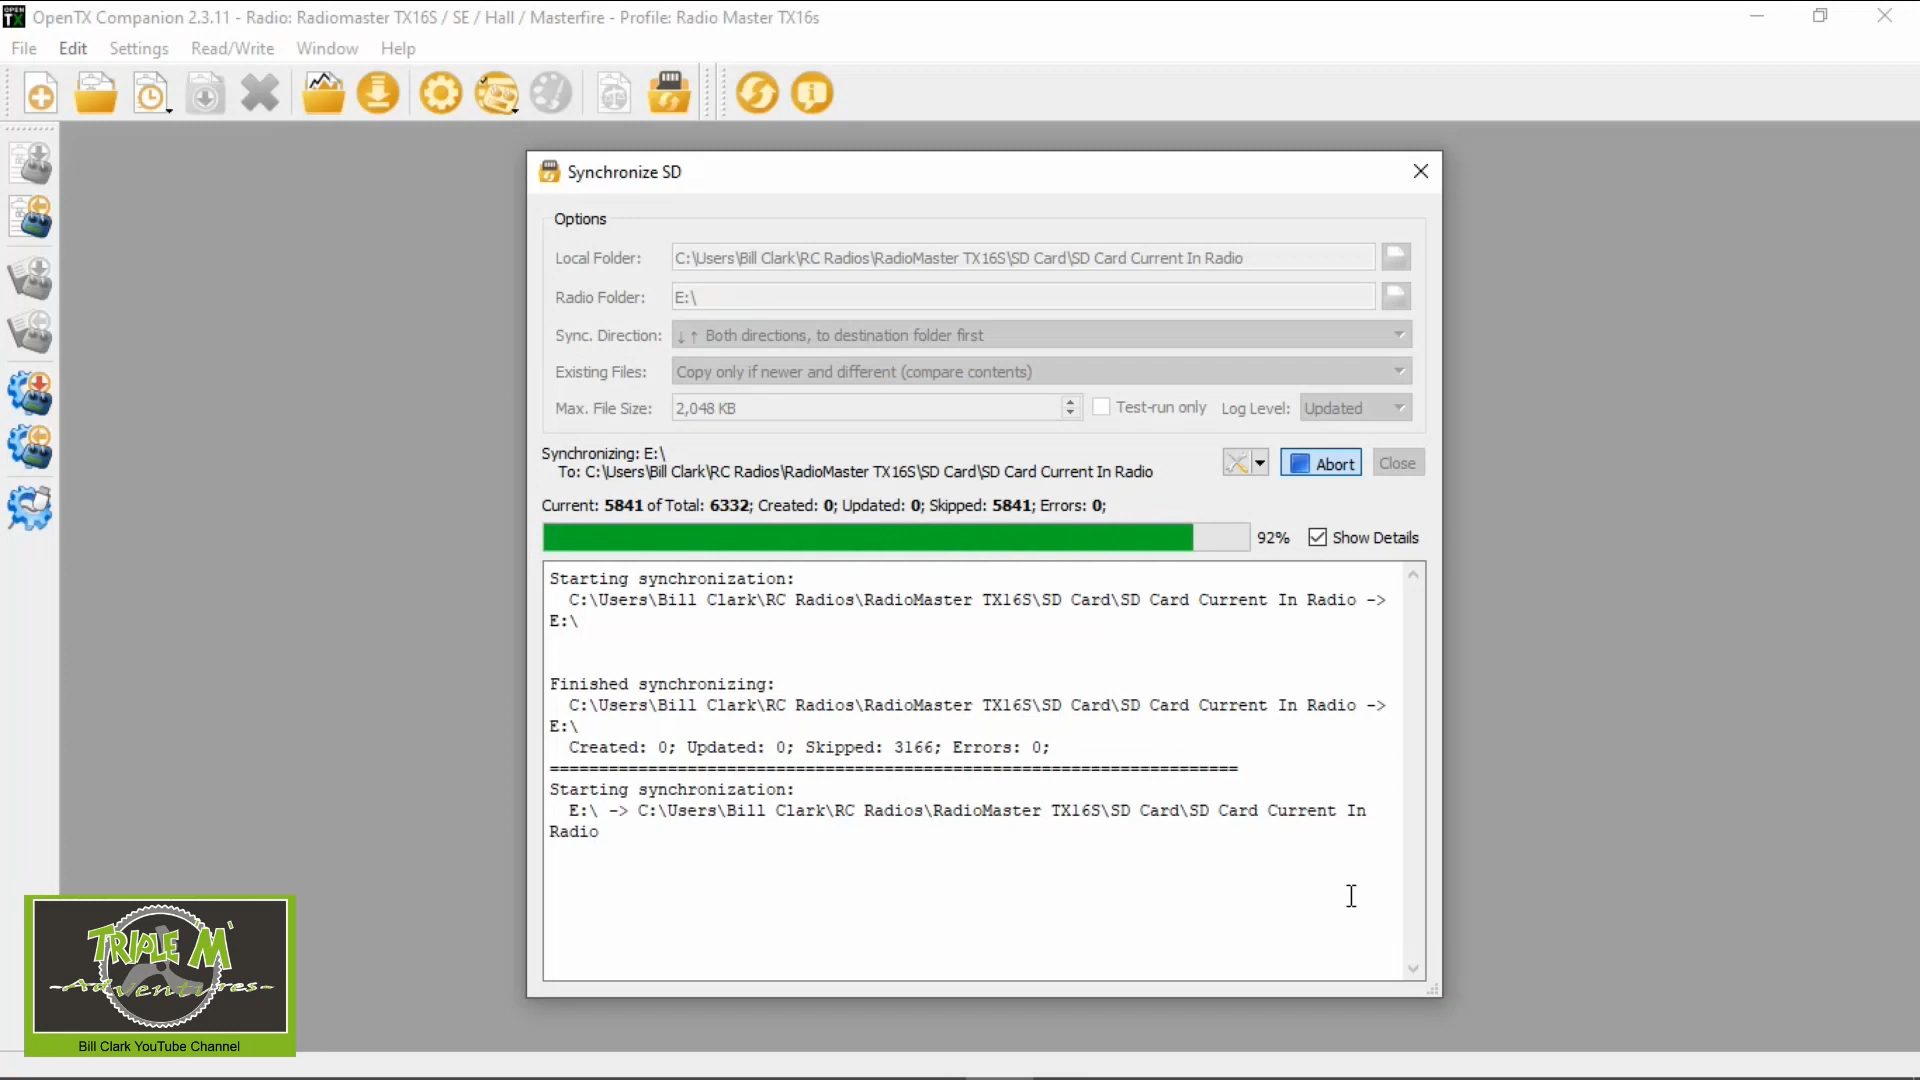 OpenTX Companion 2.3.11 - Radio: Radiomaster TX16S / SE / Hall / Masterfire - Profile: Radio Master TX16s
File Edit Settings Read/Write Window Help
Synchronize SD
Options
Local Folder: C:\Users\Bill Clark\RC Radios\RadioMaster TX16S\SD Card\SD Card Current In Radio
Radio Folder: E:\
Sync. Direction: ↓↑ Both directions, to destination folder first
Existing Files: Copy only if newer and different (compare contents)
Max. File Size: 2,048 KB Test-run only Log Level: Updated
Synchronizing: E:\
To: C:\Users\Bill Clark\RC Radios\RadioMaster TX16S\SD Card\SD Card Current In Radio
Abort Close
Current: 5841 of Total: 6332; Created: 0; Updated: 0; Skipped: 5841; Errors: 0;
92% Show Details
Starting synchronization:
C:\Users\Bill Clark\RC Radios\RadioMaster TX16S\SD Card\SD Card Current In Radio ->
E:\
Finished synchronizing:
C:\Users\Bill Clark\RC Radios\RadioMaster TX16S\SD Card\SD Card Current In Radio ->
E:\
Created: 0; Updated: 0; Skipped: 3166; Errors: 0;
======================================================================
Starting synchronization:
E:\ -> C:\Users\Bill Clark\RC Radios\RadioMaster TX16S\SD Card\SD Card Current In
Radio
TRIPLE M'
-Adventures-
Bill Clark YouTube Channel